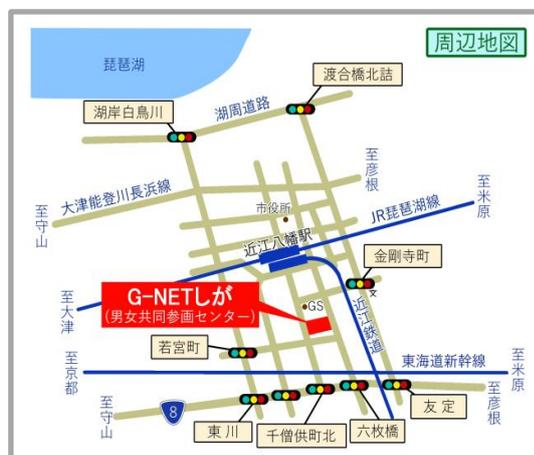 周辺地図
琵琶湖
渡合橋北詰
湖岸白鳥川
湖周道路
至彦根
至米原
大津能登川長浜線
至守山
市役所
JR琵琶湖線
近江八幡駅
金剛寺町
文
G-NETしが
(男女共同参画センター)
GS
至大津
近江鉄道
若宮町
東海道新幹線
至京都
至米原
8
至守山
東川
千僧供町北
六枚橋
友定
至彦根